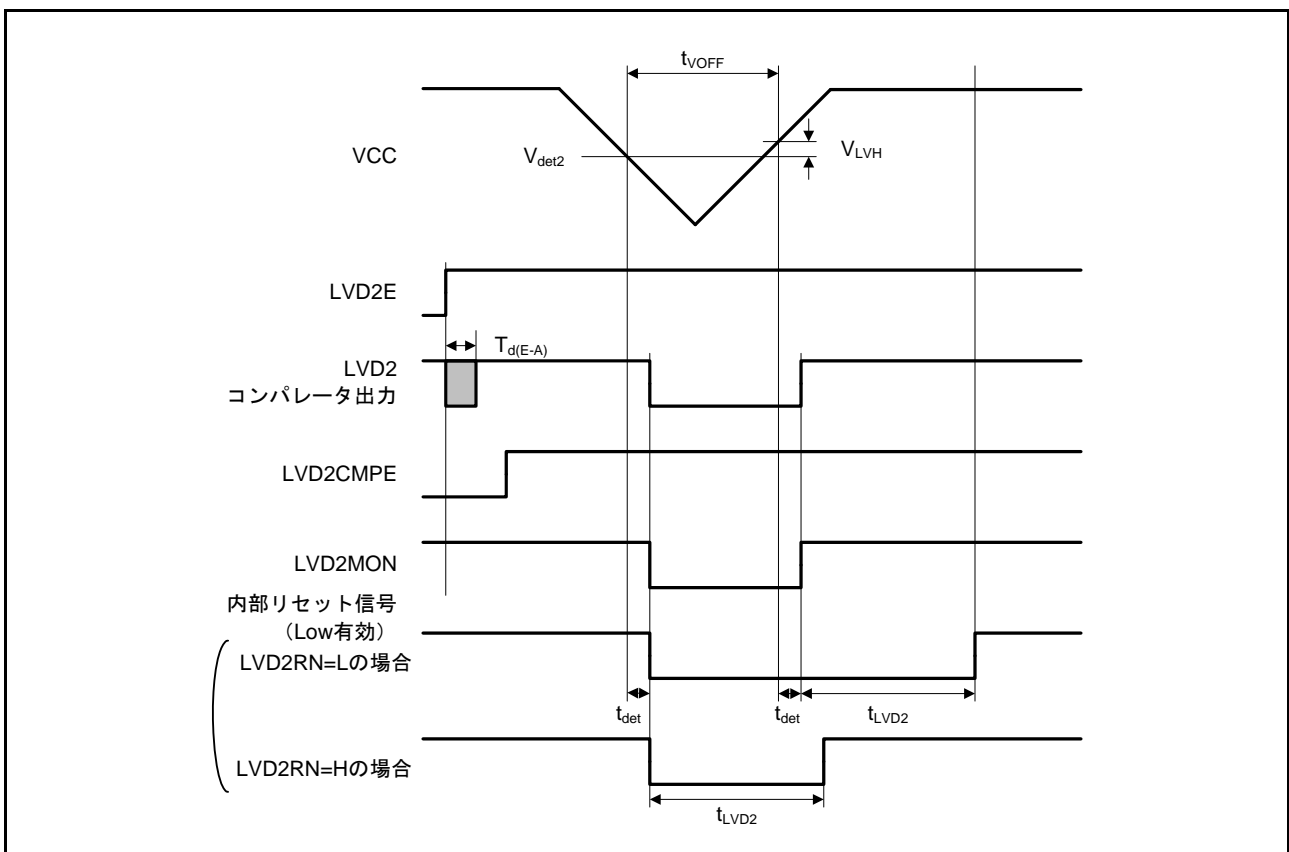 tVOFF
VCC
Vdet2
VLVH
LVD2E
Td(E-A)
LVD2
コンパレータ出力
LVD2CMPE
LVD2MON
内部リセット信号
（Low有効）
LVD2RN=Lの場合
tdet
tdet
tLVD2
LVD2RN=Hの場合
tLVD2